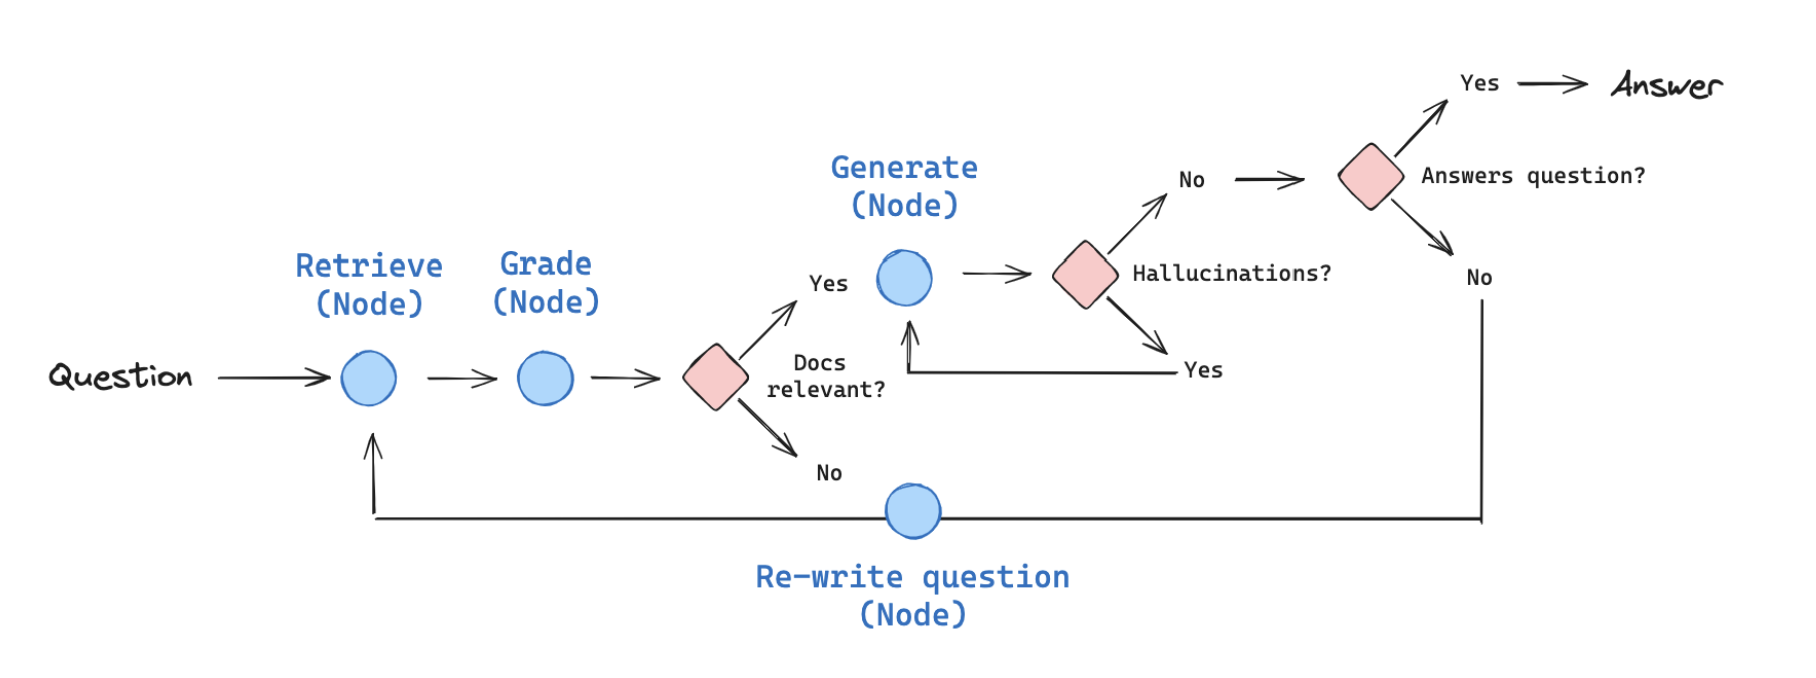 Question
Retrieve
(Node)
Grade
(Node)
Docs
relevant?
Yes
No
Generate
(Node)
Hallucinations?
No
Yes
Answers question?
Yes
Answer
No
Re-write question
(Node)